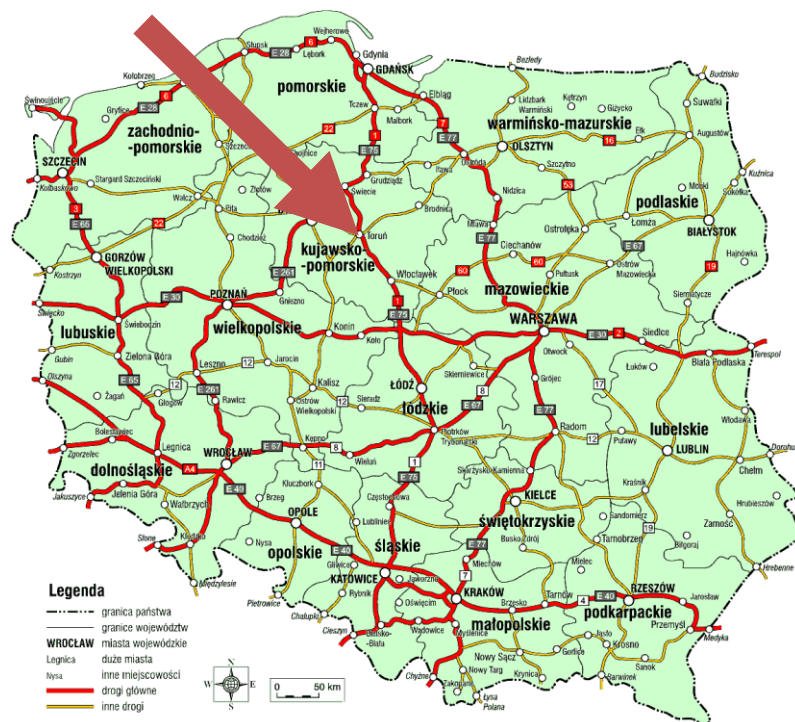 Wejherowo
Słupsk
E 28
6
Lębork
Gdynia
GDAŃSK
Bezledy
Budzisko
Kołobrzeg
pomorskie
Elbląg
Lidzbark
Warmiński
Kętrzyn
Giżycko
Suwałki
Świnoujście
Gryfice
E 28
6
Tczew
Malbork
7
E 77
warmińsko-mazurskie
zachodnio-
-pomorskie
22
1
E 75
OLSZTYN
16
Ełk
Augustów
SZCZECIN
Kołbaskowo
Stargard Szczeciński
Świecie
Grudziądz
Iława
Ostróda
Szczytno
Kuźnica
Sokółka
Mońki
Złotów
Wałcz
Piła
Nidzica
53
podlaskie
3
E 65
22
Brodnica
Mława
Ostrołęka
Łomża
BIAŁYSTOK
Chodzież
Toruń
E 77
Ciechanów
E 67
Hajnówka
GORZÓW
WIELKOPOLSKI
kujawsko-
-pomorskie
Kostrzyn
E 261
Włocławek
60
60
Pułtusk
Ostrów
Mazowiecka
19
E 30
POZNAŃ
Gniezno
1
Płock
mazowieckie
Siematycze
Świecko
E 75
WARSZAWA
lubuskie
Świebodzin
wielkopolskie
Konin
Koło
E 30
2
Siedlce
Terespol
Gubin
Zielona Góra
Leszno
Jarocin
Otwock
Biała Podlaska
Olszyna
E 65
12
12
Kalisz
ŁÓDŹ
Skierniewice
Grójec
Łuków
17
Żagań
Głogów
E 261
Rawicz
Ostrów
Wielkopolski
12
Sieradz
łódzkie
8
E 67
E 77
Włodawa
Bolesławiec
Kępno
Piotrków
Trybunalski
Radom
12
Puławy
lubelskie
Zgorzelec
Legnica
WROCŁAW
E 67
8
Wieluń
LUBLIN
Dorohu
dolnośląskie
A4
11
1
E 75
Skarżysko-Kamienna
Chełm
Jakuszyce
Jelenia Góra
Wałbrzych
E 40
Brzeg
Kluczbork
Częstochowa
KIELCE
Kraśnik
Hrubieszów
OPOLE
Lubliniec
świętokrzyskie
Sandomierz
Zamość
Słone
Kłodzko
Nysa
opolskie
śląskie
Busko Zdrój
Tarnobrzeg
19
Biłgoraj
Międzylesie
E 40
Gliwice
E 77
Miechów
Mielec
Hrebenne
Pietrowice
KATOWICE
Jaworzno
7
Legenda
Rybnik
Oświęcim
KRAKÓW
Brzesko
Tarnów
4
E 40
RZESZÓW
Jarosław
Chałupki
małopolskie
podkarpackie
Przemyśl
Medyka
Cieszyn
Bielsko-
-Biała
Wadowice
Myślenice
Jasło
Krosno
Nowy Sącz
Gorlice
Sanok
Chyżne
Nowy Targ
Krynica
Barwinek
Zakopane
Łysa
Polana
granica państwa
granice województw
WROCŁAW miasta wojewódzkie
Legnica duże miasta
Nysa inne miejscowości
drogi główne
inne drogi
N
W E
S
0 50 km